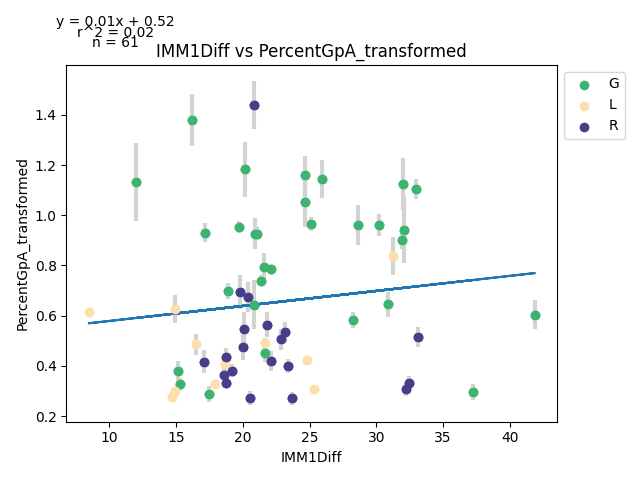 y = 0.01x + 0.52
r^2 = 0.02
n = 61
IMM1Diff vs PercentGpA_transformed
G
L
R
PercentGpA_transformed
1.4
1.2
1.0
0.8
0.6
0.4
0.2
10 15 20 25 30 35 40
IMM1Diff